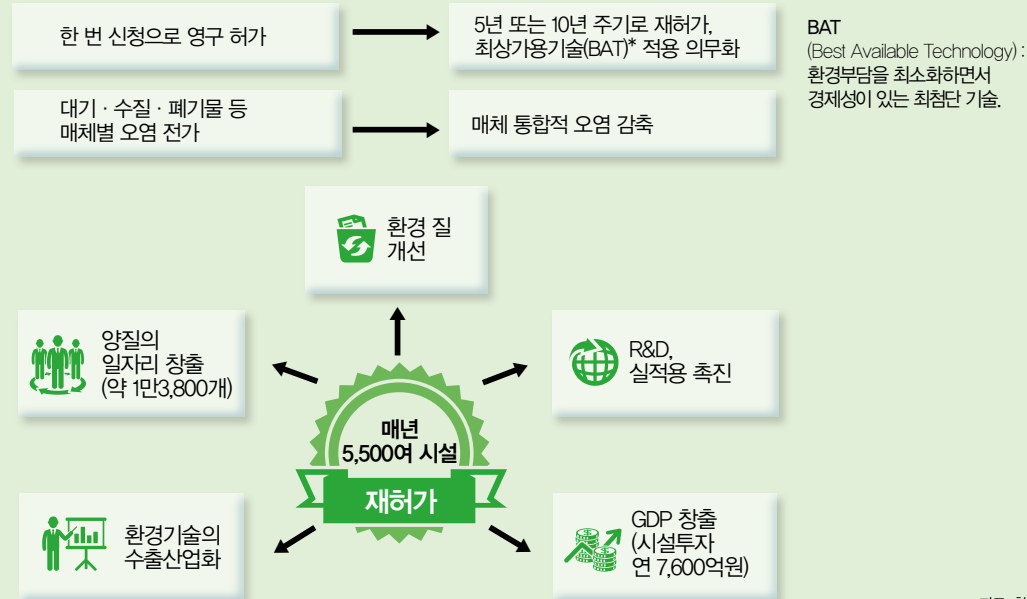 한 번 신청으로 영구 허가
5년 또는 10년 주기로 재허가,
최상가용기술(BAT)* 적용 의무화
BAT
(Best Available Technology) :
환경부담을 최소화하면서
경제성이 있는 최첨단 기술.
대기 · 수질 · 폐기물 등
매체별 오염 전가
매체 통합적 오염 감축
환경 질
개선
양질의
일자리 창출
(약 1만3,800개)
R&D,
실적용 촉진
매년
5,500여 시설
재허가
환경기술의
수출산업화
GDP 창출
(시설투자
연 7,600억원)